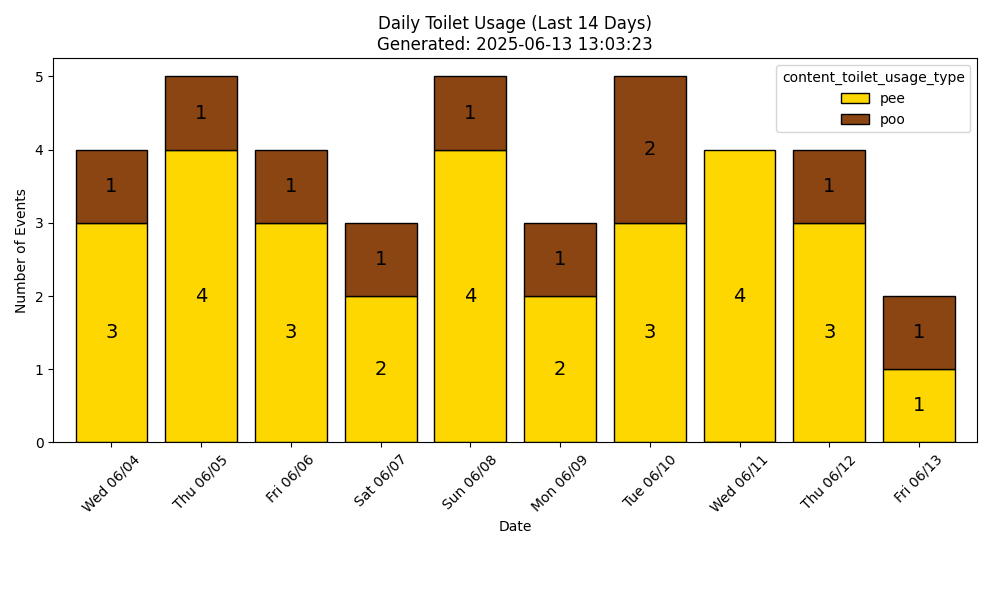 Daily Toilet Usage (Last 14 Days)
Generated: 2025-06-13 13:03:23
content_toilet_usage_type
pee
poo
Number of Events
5
4
3
2
1
0
1
1
1
1
1
1
2
1
1
3
4
3
2
4
2
3
4
3
1
Wed 06/04
Thu 06/05
Fri 06/06
Sat 06/07
Sun 06/08
Mon 06/09
Tue 06/10
Wed 06/11
Thu 06/12
Fri 06/13
Date